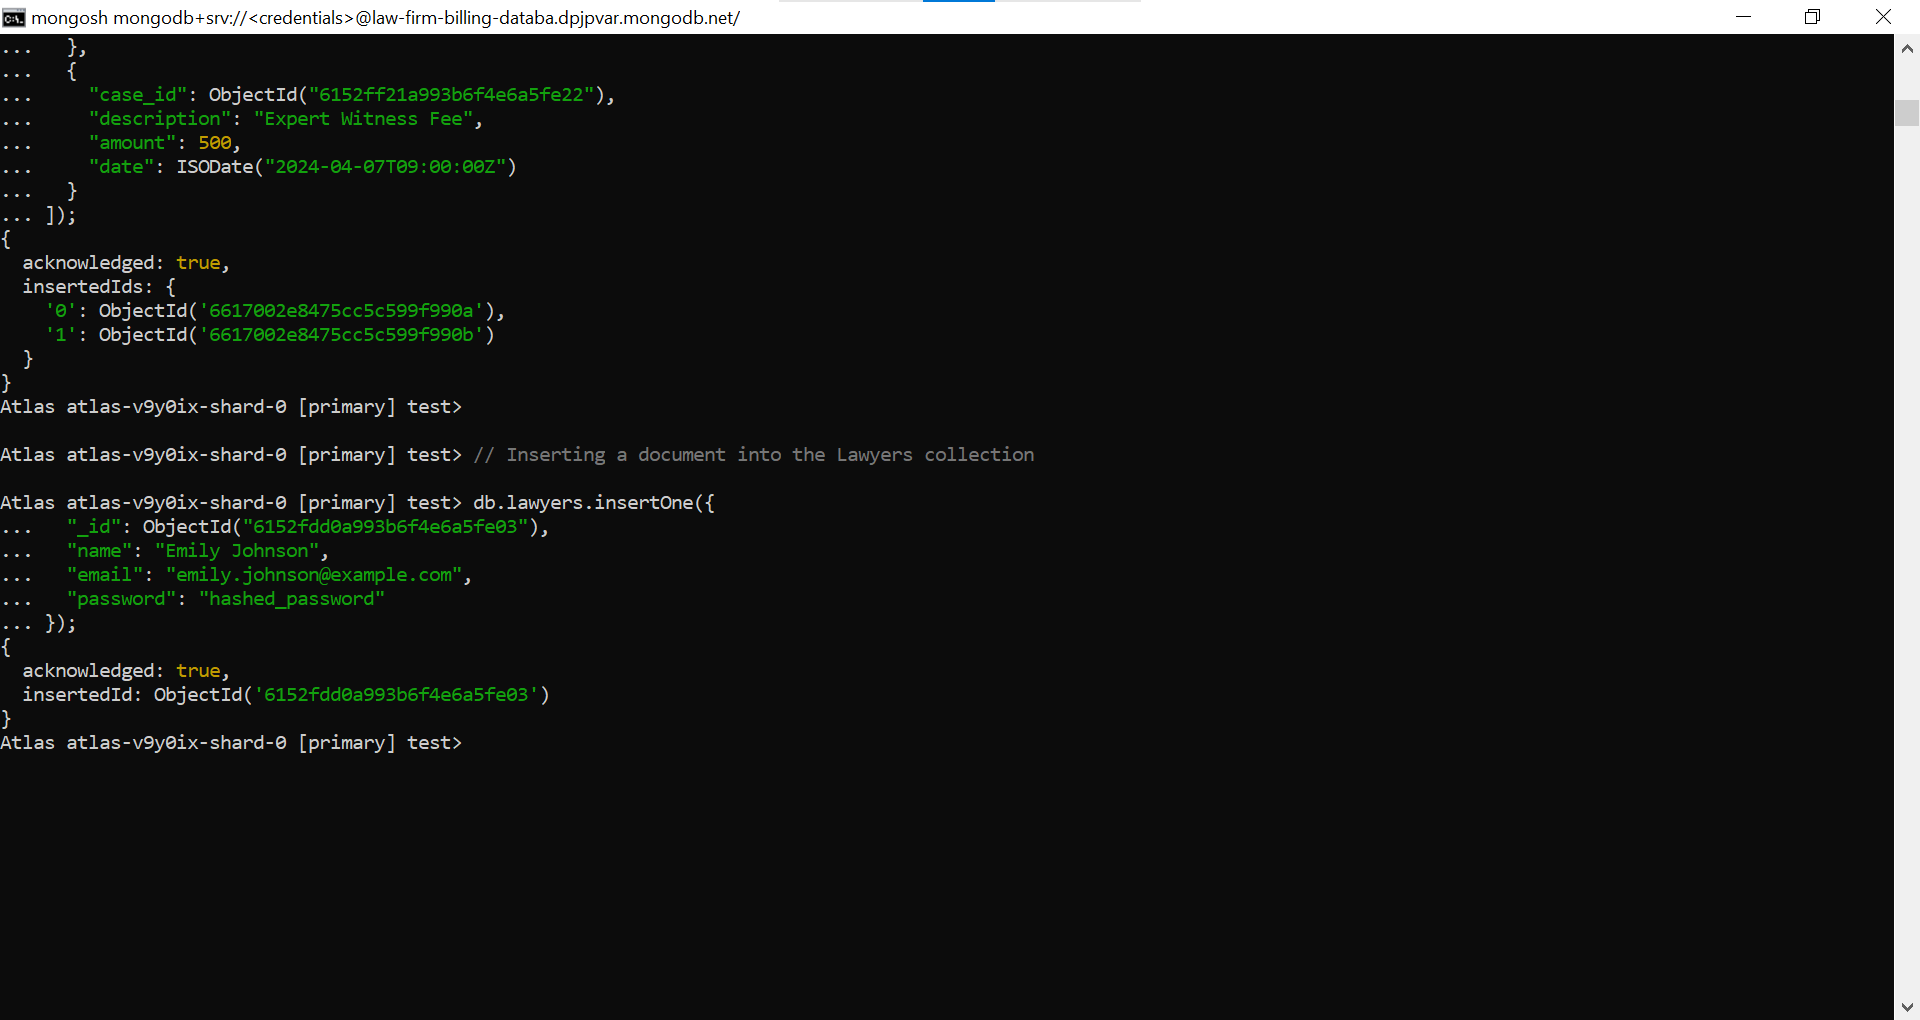 mongosh mongodb+srv://<credentials>@law-firm-billing-databa.dpjpvar.mongodb.net/
...   },
...   {
...     "case_id": ObjectId("6152ff21a993b6f4e6a5fe22"),
...     "description": "Expert Witness Fee",
...     "amount": 500,
...     "date": ISODate("2024-04-07T09:00:00Z")
...   }
... ]);
{
  acknowledged: true,
  insertedIds: {
    '0': ObjectId('6617002e8475cc5c599f990a'),
    '1': ObjectId('6617002e8475cc5c599f990b')
  }
}
Atlas atlas-v9y0ix-shard-0 [primary] test>
Atlas atlas-v9y0ix-shard-0 [primary] test> // Inserting a document into the Lawyers collection
Atlas atlas-v9y0ix-shard-0 [primary] test> db.lawyers.insertOne({
...   "_id": ObjectId("6152fdd0a993b6f4e6a5fe03"),
...   "name": "Emily Johnson",
...   "email": "emily.johnson@example.com",
...   "password": "hashed_password"
... });
{
  acknowledged: true,
  insertedId: ObjectId('6152fdd0a993b6f4e6a5fe03')
}
Atlas atlas-v9y0ix-shard-0 [primary] test>